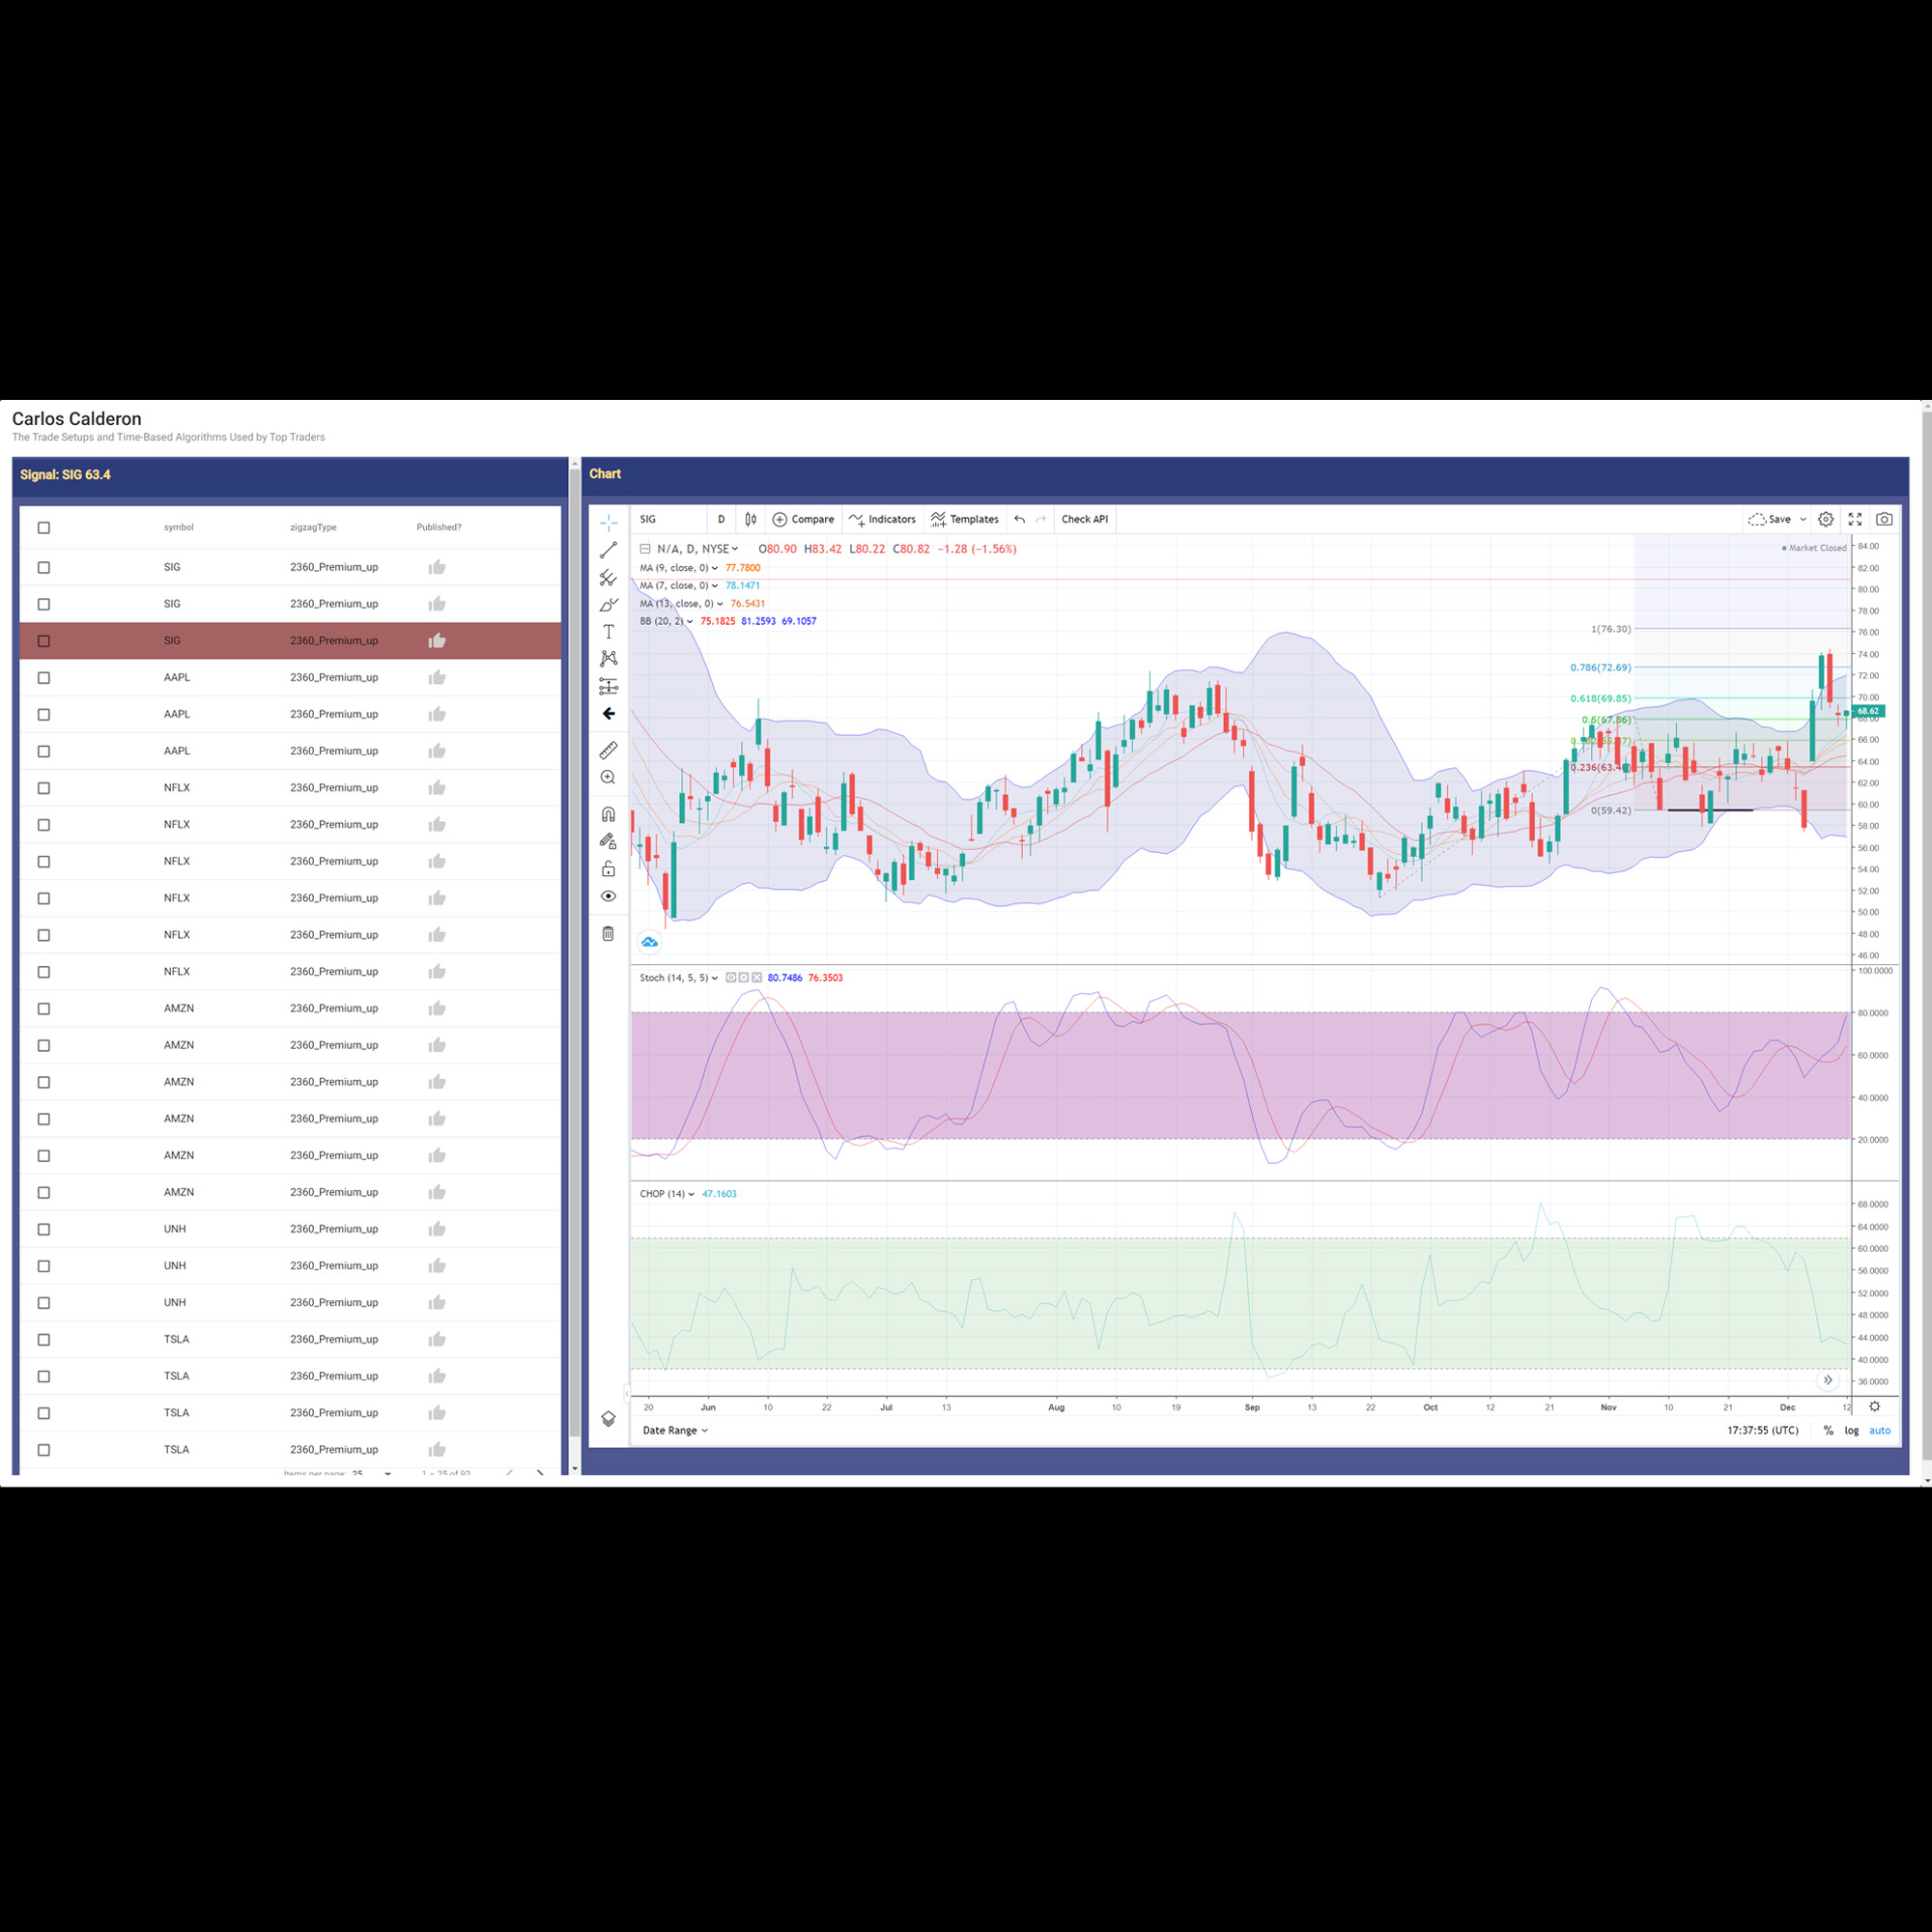 Carlos Calderon
The Trade Setups and Time-Based Algorithms Used by Top Traders
Signal: SIG 63.4
symbol zigzagType Published?
SIG 2360_Premium_up
SIG 2360_Premium_up
SIG 2360_Premium_up
AAPL 2360_Premium_up
AAPL 2360_Premium_up
AAPL 2360_Premium_up
NFLX 2360_Premium_up
NFLX 2360_Premium_up
NFLX 2360_Premium_up
NFLX 2360_Premium_up
NFLX 2360_Premium_up
NFLX 2360_Premium_up
AMZN 2360_Premium_up
AMZN 2360_Premium_up
AMZN 2360_Premium_up
AMZN 2360_Premium_up
AMZN 2360_Premium_up
AMZN 2360_Premium_up
UNH 2360_Premium_up
UNH 2360_Premium_up
UNH 2360_Premium_up
TSLA 2360_Premium_up
TSLA 2360_Premium_up
TSLA 2360_Premium_up
TSLA 2360_Premium_up
Items per page: 25 1 – 25 of 92
Chart
SIG D Compare Indicators Templates Check API Save
N/A, D, NYSE O80.90 H83.42 L80.22 C80.82 −1.28 (−1.56%)
Market Closed
MA (9, close, 0) 77.7800
MA (7, close, 0) 78.1471
MA (13, close, 0) 76.5431
BB (20, 2) 75.1825 81.2593 69.1057
1(76.30)
0.786(72.69)
0.618(69.85)
0.5(67.86)
0.236(63.40)
0(59.42)
84.00
82.00
80.00
78.00
76.00
74.00
72.00
70.00
68.62
68.00
66.00
64.00
62.00
60.00
58.00
56.00
54.00
52.00
50.00
48.00
46.00
Stoch (14, 5, 5) 80.7486 76.3503
100.0000
80.0000
60.0000
40.0000
20.0000
CHOP (14) 47.1603
68.0000
64.0000
60.0000
56.0000
52.0000
48.0000
44.0000
40.0000
36.0000
20 Jun 10 22 Jul 13 Aug 10 19 Sep 13 22 Oct 12 21 Nov 10 21 Dec 12
Date Range 17:37:55 (UTC) % log auto